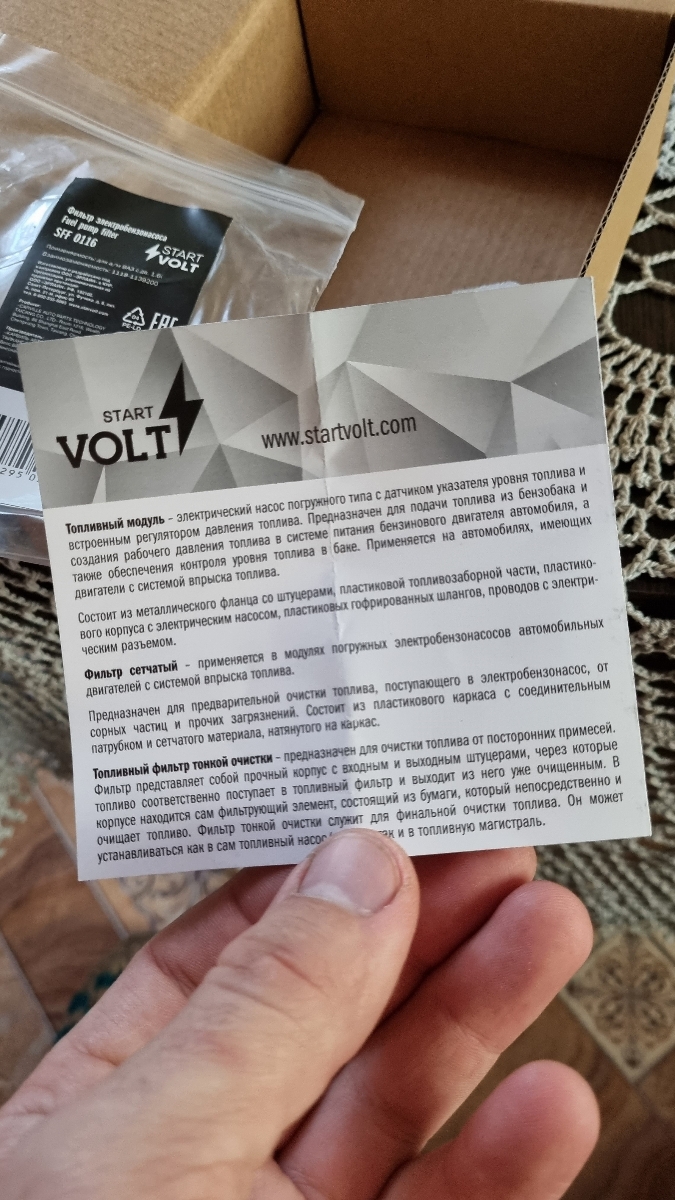 Фильтр электробензонасоса
Fuel pump filter
SFF 0116
START
VOLT
Применяемость: для а/м ВАЗ с дв. 1.6i
Взаимозаменяемость: 1118-1139200
START
VOLT
www.startvolt.com
Топливный модуль – электрический насос погружного типа с датчиком указателя уровня топлива и
встроенным регулятором давления топлива. Предназначен для подачи топлива из бензобака и
создания рабочего давления топлива в системе питания бензинового двигателя автомобиля, а
также обеспечения контроля уровня топлива в баке. Применяется на автомобилях, имеющих
двигатели с системой впрыска топлива.
Состоит из металлического фланца со штуцерами, пластиковой топливозаборной части, пластико-
вого корпуса с электрическим насосом, пластиковых гофрированных шлангов, проводов с электри-
ческим разъемом.
Фильтр сетчатый - применяется в модулях погружных электробензонасосов автомобильных
двигателей с системой впрыска топлива.
Предназначен для предварительной очистки топлива, поступающего в электробензонасос, от
сорных частиц и прочих загрязнений. Состоит из пластикового каркаса с соединительным
патрубком и сетчатого материала, натянутого на каркас.
Топливный фильтр тонкой очистки – предназначен для очистки топлива от посторонних примесей.
Фильтр представляет собой прочный корпус с входным и выходным штуцерами, через которые
топливо соответственно поступает в топливный фильтр и выходит из него уже очищенным. В
корпусе находится сам фильтрующий элемент, состоящий из бумаги, который непосредственно и
очищает топливо. Фильтр тонкой очистки служит для финальной очистки топлива. Он может
устанавливаться как в сам топливный насос и в топливную магистраль.